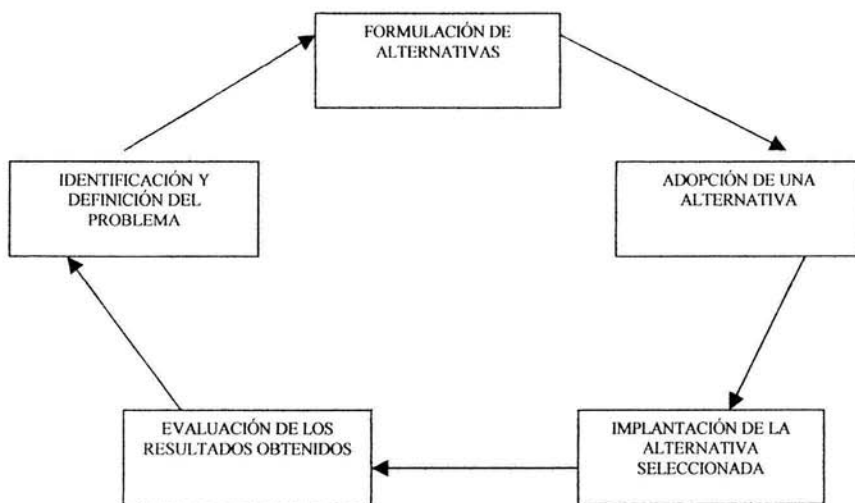 FORMULACIÓN DE
ALTERNATIVAS
IDENTIFICACIÓN Y
DEFINICIÓN DEL
PROBLEMA
ADOPCIÓN DE UNA
ALTERNATIVA
EVALUACIÓN DE LOS
RESULTADOS OBTENIDOS
IMPLANTACIÓN DE LA
ALTERNATIVA
SELECCIONADA